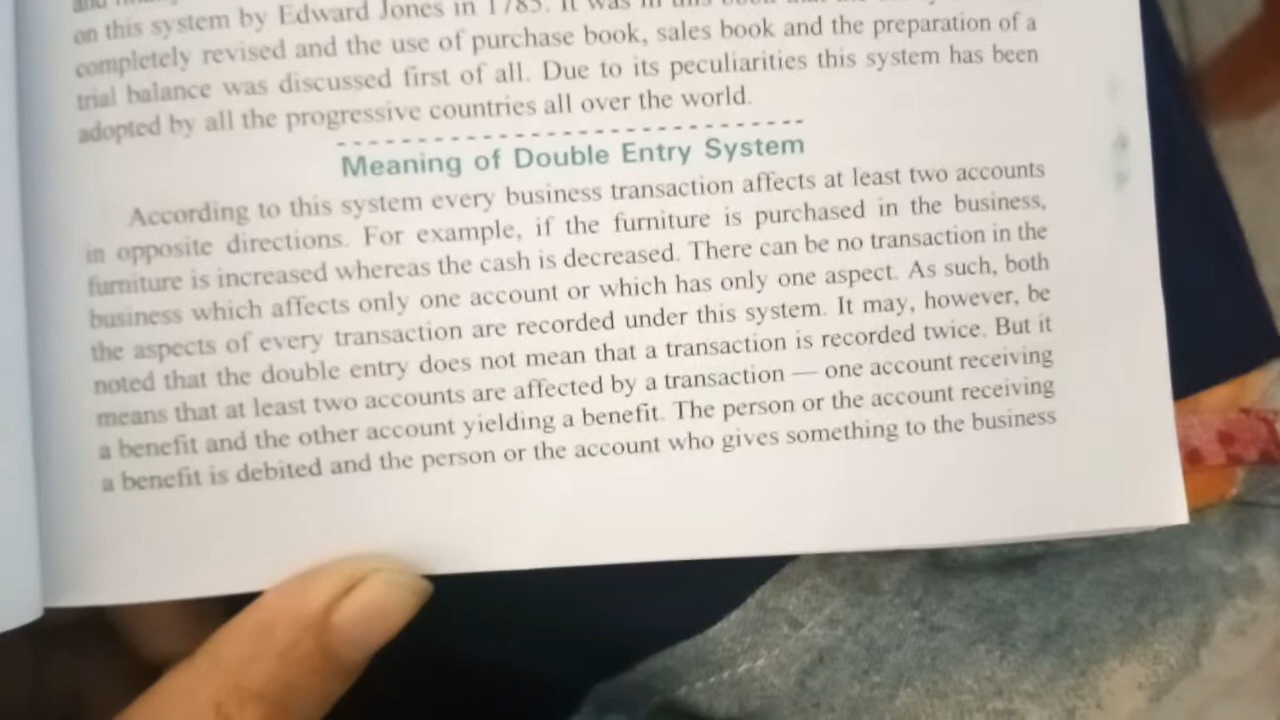 on this system by Edward Jones in 1785. It was in this book that the
completely revised and the use of purchase book, sales book and the preparation of a
trial balance was discussed first of all. Due to its peculiarities this system has been
adopted by all the progressive countries all over the world.
Meaning of Double Entry System
According to this system every business transaction affects at least two accounts
in opposite directions. For example, if the furniture is purchased in the business,
furniture is increased whereas the cash is decreased. There can be no transaction in the
business which affects only one account or which has only one aspect. As such, both
the aspects of every transaction are recorded under this system. It may, however, be
noted that the double entry does not mean that a transaction is recorded twice. But it
means that at least two accounts are affected by a transaction — one account receiving
a benefit and the other account yielding a benefit. The person or the account receiving
a benefit is debited and the person or the account who gives something to the business